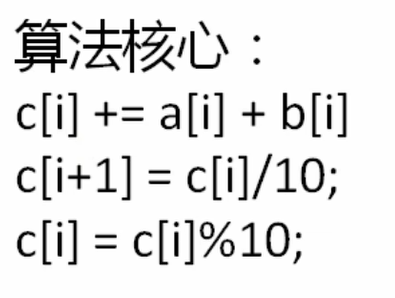 算法核心：
c[i] += a[i] + b[i]
c[i+1] = c[i]/10;
c[i] = c[i]%10;